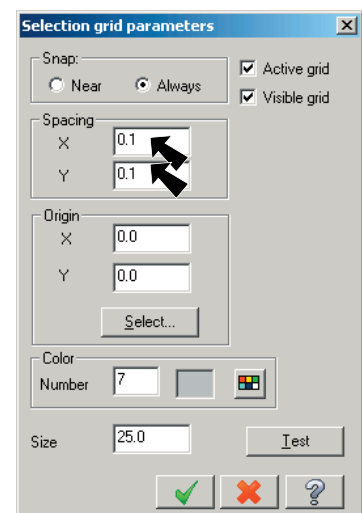 Selection grid parameters
Snap:
Near Always
Active grid
Visible grid
Spacing
X 0.1
Y 0.1
Origin
X 0.0
Y 0.0
Select...
Color
Number 7
Size 25.0 Test